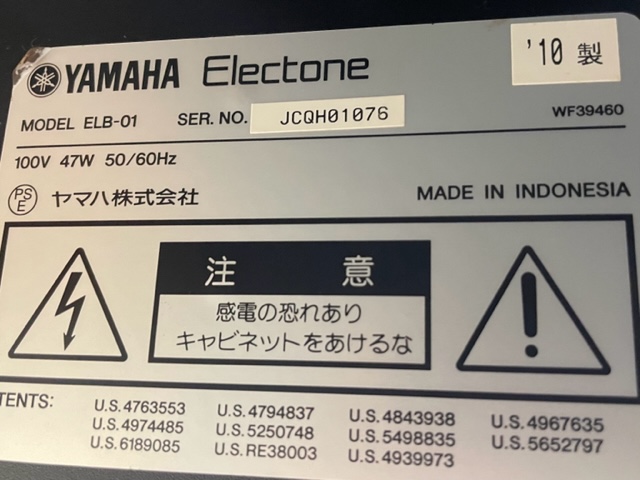 YAMAHA Electone '10 製
MODEL ELB-01 SER. NO. JCQH01076 WF39460
100V 47W 50/60Hz
PS E ヤマハ株式会社 MADE IN INDONESIA
注 意
感電の恐れあり
キャビネットをあけるな
TENTS: U.S.4763553 U.S.4794837 U.S.4843938 U.S.4967635
U.S.4974485 U.S.5250748 U.S.5498835 U.S.5652797
U.S.6189085 U.S.RE38003 U.S.4939973